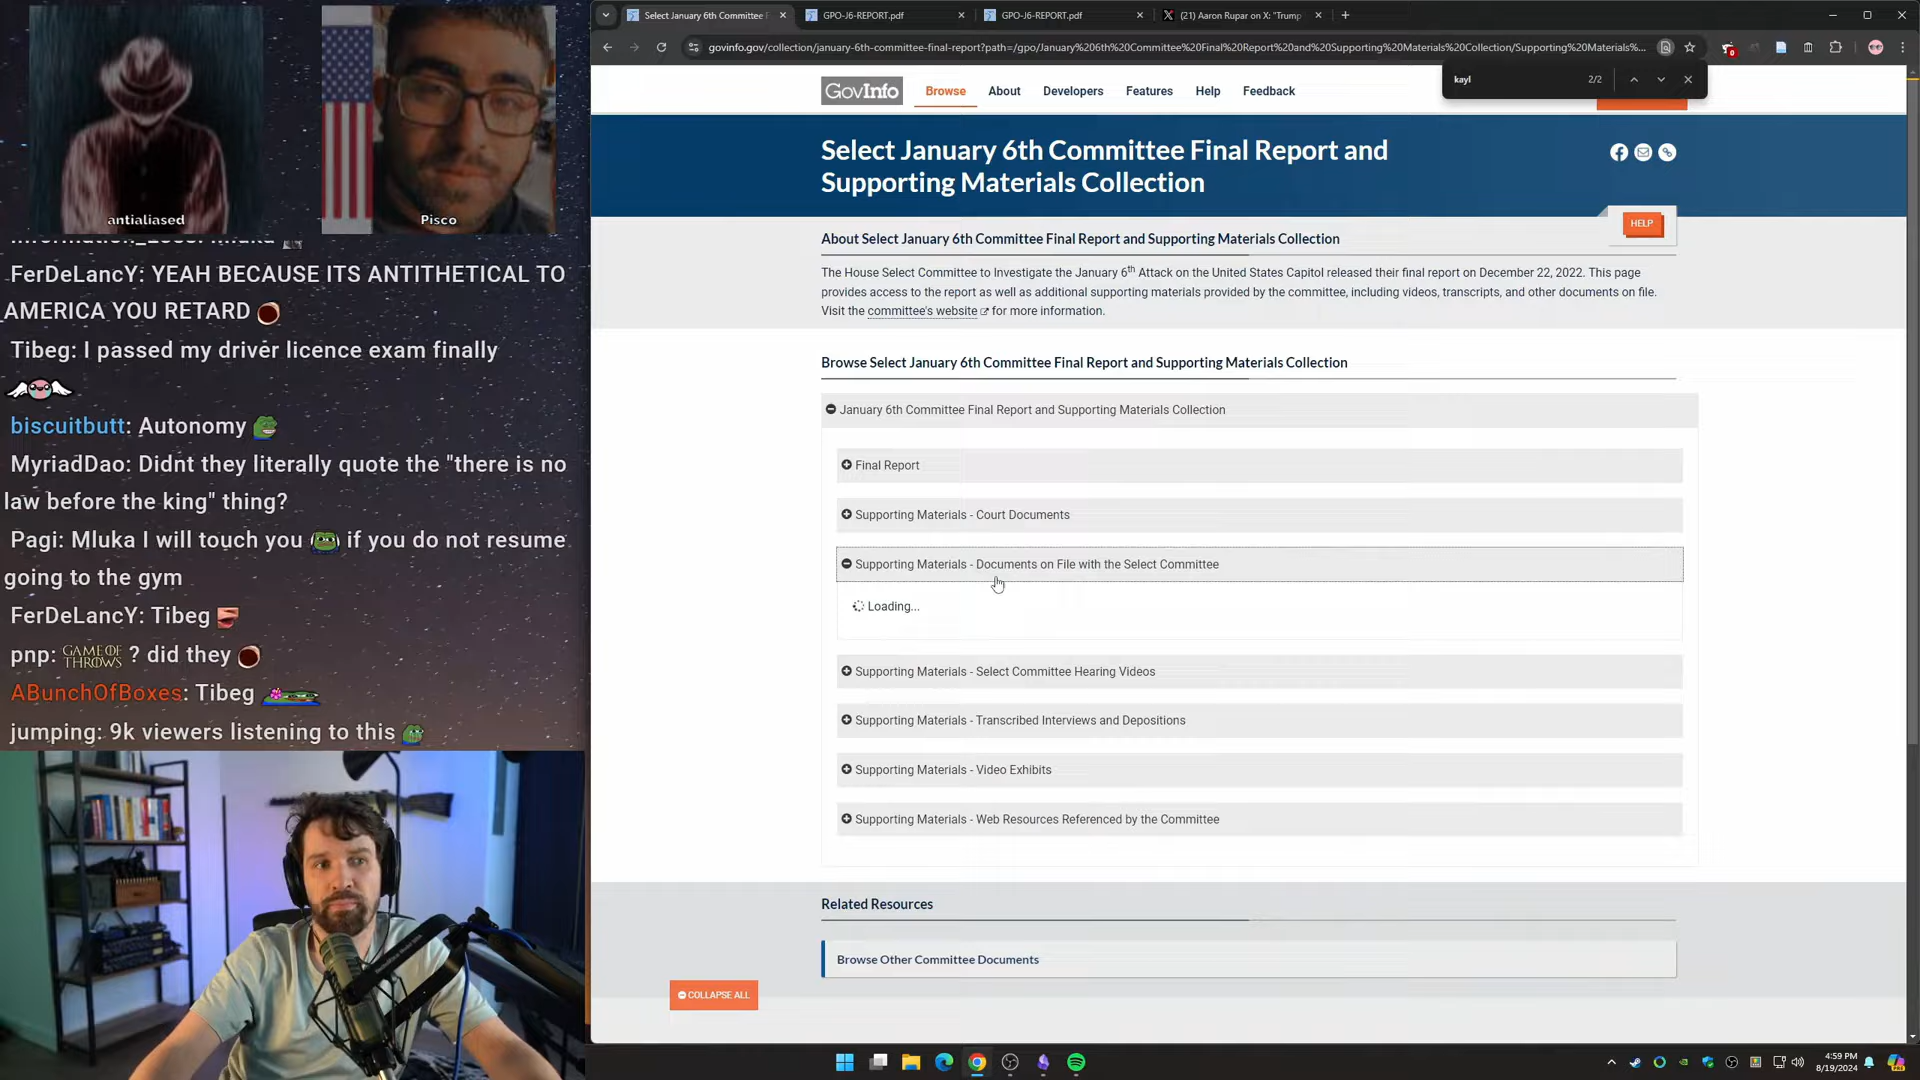 antialiased
Pisco
FerDeLancY: YEAH BECAUSE ITS ANTITHETICAL TO
AMERICA YOU RETARD
Tibeg: I passed my driver licence exam finally
biscuitbutt: Autonomy
MyriadDao: Didnt they literally quote the "there is no
law before the king" thing?
Pagi: Mluka I will touch you if you do not resume
going to the gym
FerDeLancY: Tibeg
pnp: GAME OF THROWS ? did they
ABunchOfBoxes: Tibeg
jumping: 9k viewers listening to this
Select January 6th Committee F
GPO-J6-REPORT.pdf
GPO-J6-REPORT.pdf
(21) Aaron Rupar on X: "Trump
govinfo.gov/collection/january-6th-committee-final-report?path=/gpo/January%206th%20Committee%20Final%20Report%20and%20Supporting%20Materials%20Collection/Supporting%20Materials%...
kayl
2/2
GovInfo
Browse
About
Developers
Features
Help
Feedback
Select January 6th Committee Final Report and
Supporting Materials Collection
HELP
About Select January 6th Committee Final Report and Supporting Materials Collection
The House Select Committee to Investigate the January 6th Attack on the United States Capitol released their final report on December 22, 2022. This page
provides access to the report as well as additional supporting materials provided by the committee, including videos, transcripts, and other documents on file.
Visit the committee's website for more information.
Browse Select January 6th Committee Final Report and Supporting Materials Collection
January 6th Committee Final Report and Supporting Materials Collection
Final Report
Supporting Materials - Court Documents
Supporting Materials - Documents on File with the Select Committee
Loading...
Supporting Materials - Select Committee Hearing Videos
Supporting Materials - Transcribed Interviews and Depositions
Supporting Materials - Video Exhibits
Supporting Materials - Web Resources Referenced by the Committee
Related Resources
Browse Other Committee Documents
COLLAPSE ALL
4:59 PM
8/19/2024